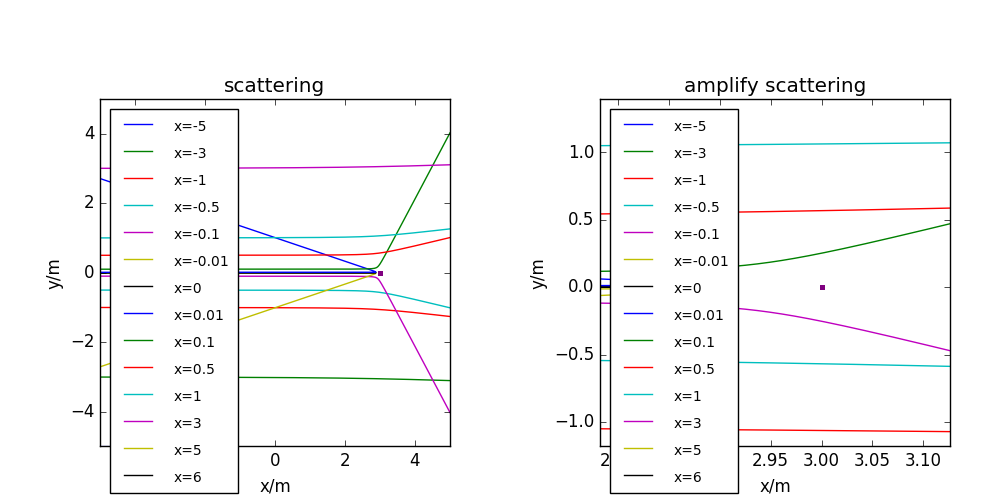 scattering
y/m
4
2
0
−2
−4
x=-5
x=-3
x=-1
x=-0.5
x=-0.1
x=-0.01
x=0
x=0.01
x=0.1
x=0.5
x=1
x=3
x=5
x=6
0 2 4
x/m
amplify scattering
y/m
1.0
0.5
0.0
−0.5
−1.0
x=-5
x=-3
x=-1
x=-0.5
x=-0.1
x=-0.01
x=0
x=0.01
x=0.1
x=0.5
x=1
x=3
x=5
x=6
2.95 3.00 3.05 3.10
x/m